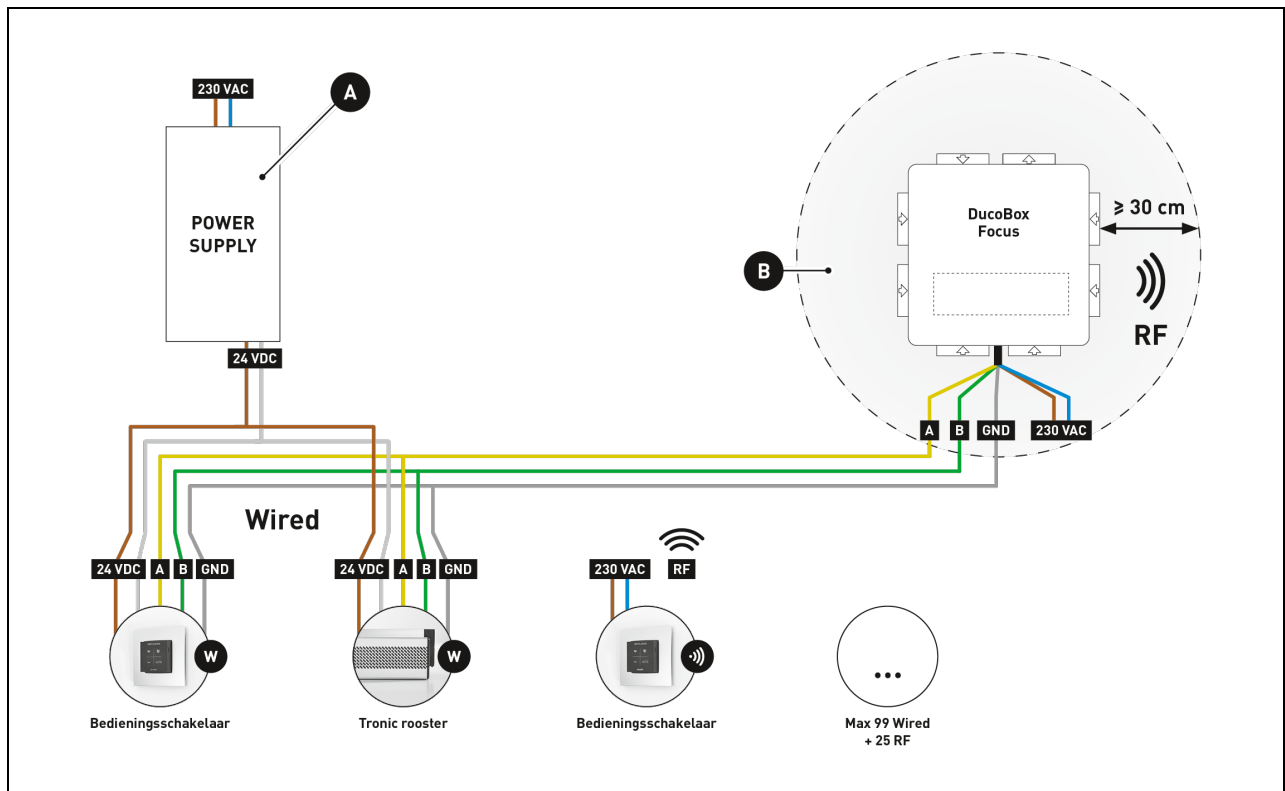 230 VAC
A
POWER
SUPPLY
24 VDC
DucoBox
Focus
≥ 30 cm
B
RF
A B GND 230 VAC
Wired
24 VDC A B GND
24 VDC A B GND
230 VAC RF
W
W
Bedieningsschakelaar
Tronic rooster
Bedieningsschakelaar
...
Max 99 Wired
+ 25 RF